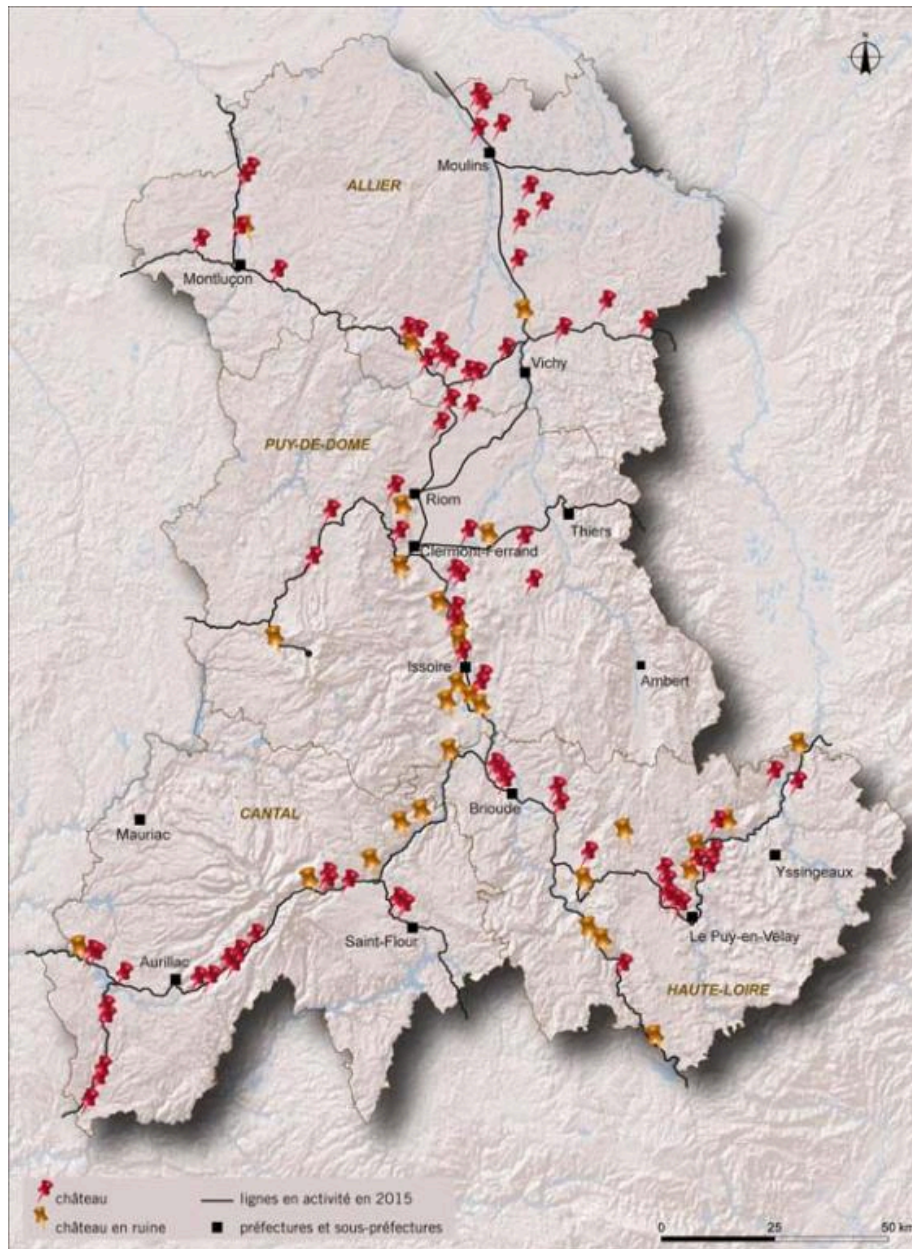 N
Moulins
ALLIER
Montluçon
Vichy
PUY-DE-DOME
Riom
Thiers
Clermont-Ferrand
Issoire
Ambert
CANTAL
Brioude
Mauriac
Yssingeaux
Saint-Flour
Le Puy-en-Velay
Aurillac
HAUTE-LOIRE
château
lignes en activité en 2015
château en ruine
préfectures et sous-préfectures
0 25 50 km